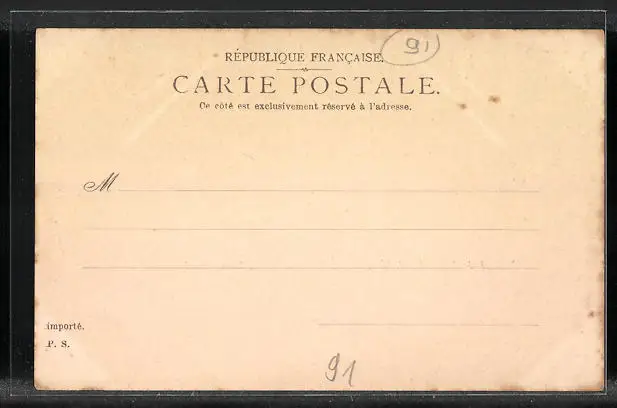 91
RÉPUBLIQUE FRANÇAISE.
CARTE POSTALE.
Ce côté est exclusivement réservé à l'adresse.
M
importé.
P. S.
91